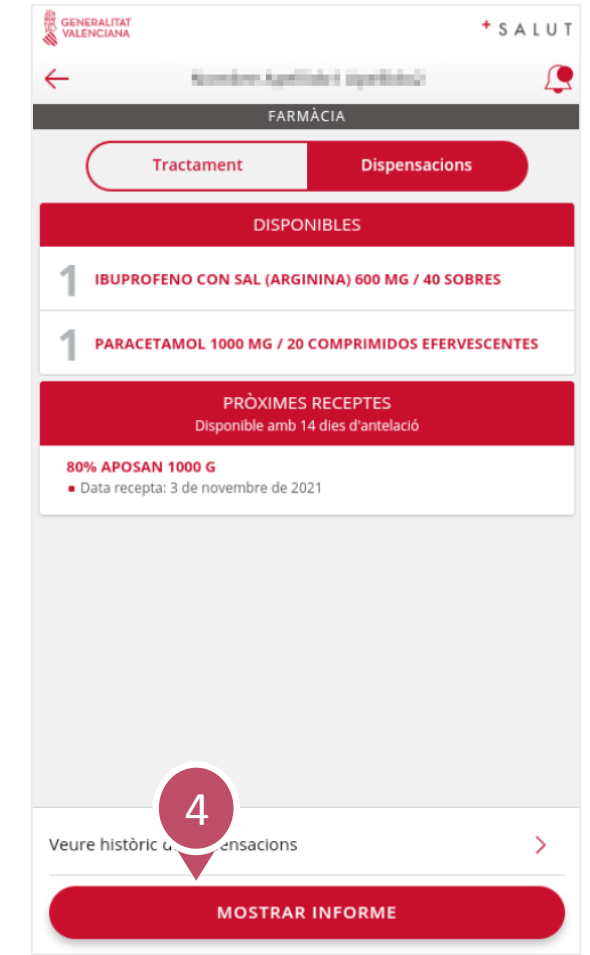 GENERALITAT
VALENCIANA
+SALUT
FARMÀCIA
Tractament
Dispensacions
DISPONIBLES
1 IBUPROFENO CON SAL (ARGININA) 600 MG / 40 SOBRES
1 PARACETAMOL 1000 MG / 20 COMPRIMIDOS EFERVESCENTES
PRÒXIMES RECEPTES
Disponible amb 14 dies d'antelació
80% APOSAN 1000 G
▪ Data recepta: 3 de novembre de 2021
4
Veure històric
MOSTRAR INFORME